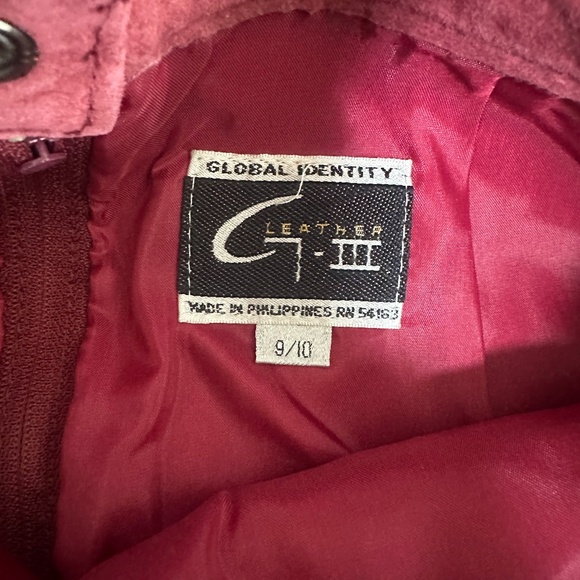 GLOBAL IDENTITY
LEATHER
G-III
MADE IN PHILIPPINES RN 54163
9/10